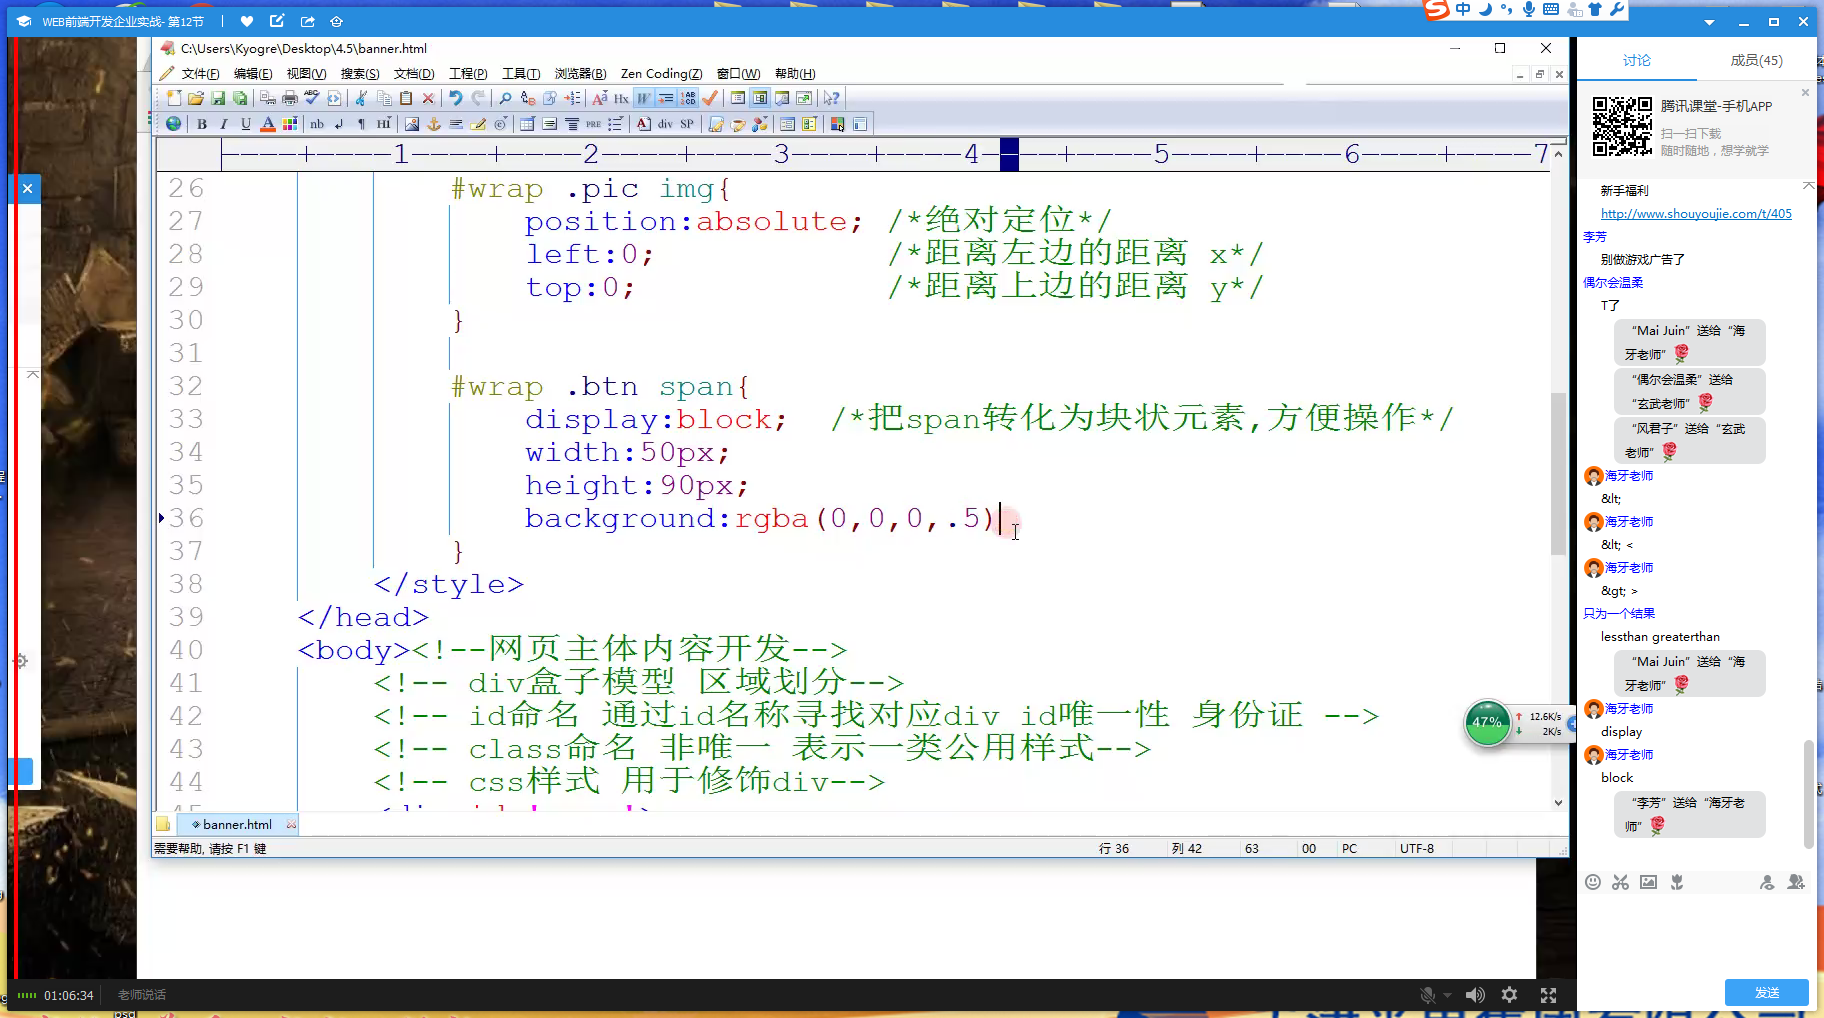 WEB前端开发企业实战- 第12节
中
C:\Users\Kyogre\Desktop\4.5\banner.html
文件(F) 编辑(E) 视图(V) 搜索(S) 文档(D) 工程(P) 工具(T) 浏览器(B) Zen Coding(Z) 窗口(W) 帮助(H)
B I U A nb ¶ Hi PRE A div SP
----+----1----+----2----+----3----+----4----+----5----+----6----+----7
26 #wrap .pic img{
27 position:absolute; /*绝对定位*/
28 left:0; /*距离左边的距离 x*/
29 top:0; /*距离上边的距离 y*/
30 }
31
32 #wrap .btn span{
33 display:block; /*把span转化为块状元素,方便操作*/
34 width:50px;
35 height:90px;
36 background:rgba(0,0,0,.5)
37 }
38 </style>
39 </head>
40 <body><!--网页主体内容开发-->
41 <!-- div盒子模型 区域划分-->
42 <!-- id命名 通过id名称寻找对应div id唯一性 身份证 -->
43 <!-- class命名 非唯一 表示一类公用样式-->
44 <!-- css样式 用于修饰div-->
banner.html
需要帮助, 请按 F1 键 行 36 列 42 63 00 PC UTF-8
47% 12.6K/s
2K/s
01:06:34 老师说话
讨论 成员(45)
腾讯课堂-手机APP
扫一扫下载
随时随地，想学就学
新手福利
http://www.shouyoujie.com/t/405
李芳
别做游戏广告了
偶尔会温柔
T了
“Mai Juin”送给“海
牙老师”
“偶尔会温柔”送给
“玄武老师”
“风君子”送给“玄武
老师”
海牙老师
&lt;
海牙老师
&lt; <
海牙老师
&gt; >
只为一个结果
lessthan greaterthan
“Mai Juin”送给“海
牙老师”
海牙老师
display
海牙老师
block
“李芳”送给“海牙老
师”
发送